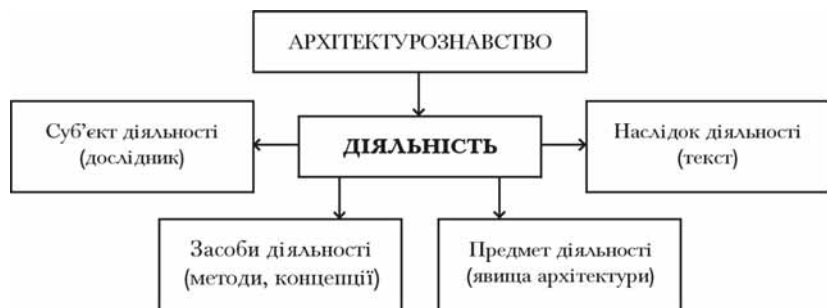 АРХІТЕКТУРОЗНАВСТВО
Суб’єкт діяльності
(дослідник)
ДІЯЛЬНІСТЬ
Наслідок діяльності
(текст)
Засоби діяльності
(методи, концепції)
Предмет діяльності
(явища архітектури)